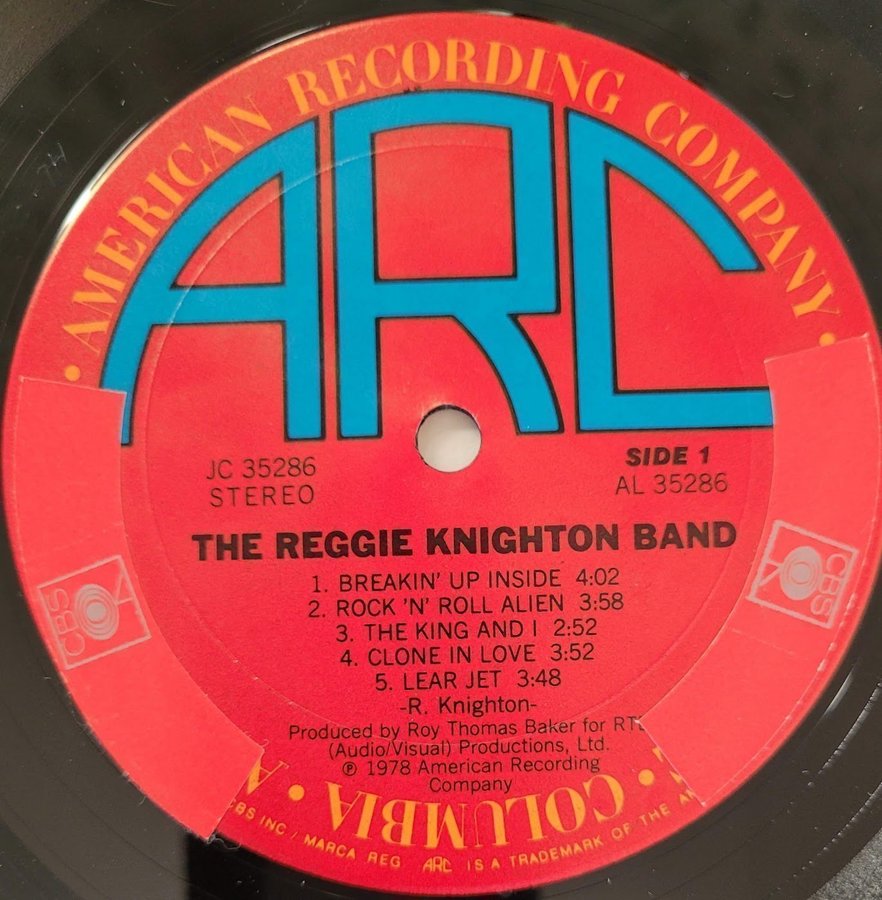 AMERICAN RECORDING COMPANY
ARC
JC 35286
STEREO
SIDE 1
AL 35286
THE REGGIE KNIGHTON BAND
1. BREAKIN' UP INSIDE 4:02
2. ROCK 'N' ROLL ALIEN 3:58
3. THE KING AND I 2:52
4. CLONE IN LOVE 3:52
5. LEAR JET 3:48
-R. Knighton-
Produced by Roy Thomas Baker for
(Audio/Visual) Productions, Ltd.
℗ 1978 American Recording
Company
CBS
CBS
• COLUMBIA •
CBS INC / MARCA REG ARC IS A TRADEMARK OF THE